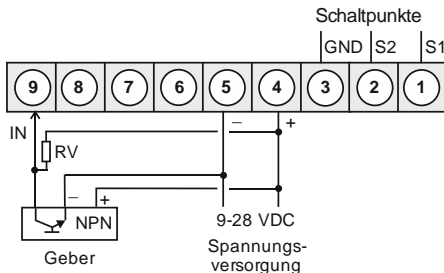 Schaltpunkte
GND S2 S1
9 8 7 6 5 4 3 2 1
IN – +
RV
– +
NPN 9-28 VDC
Geber Spannungs-
versorgung